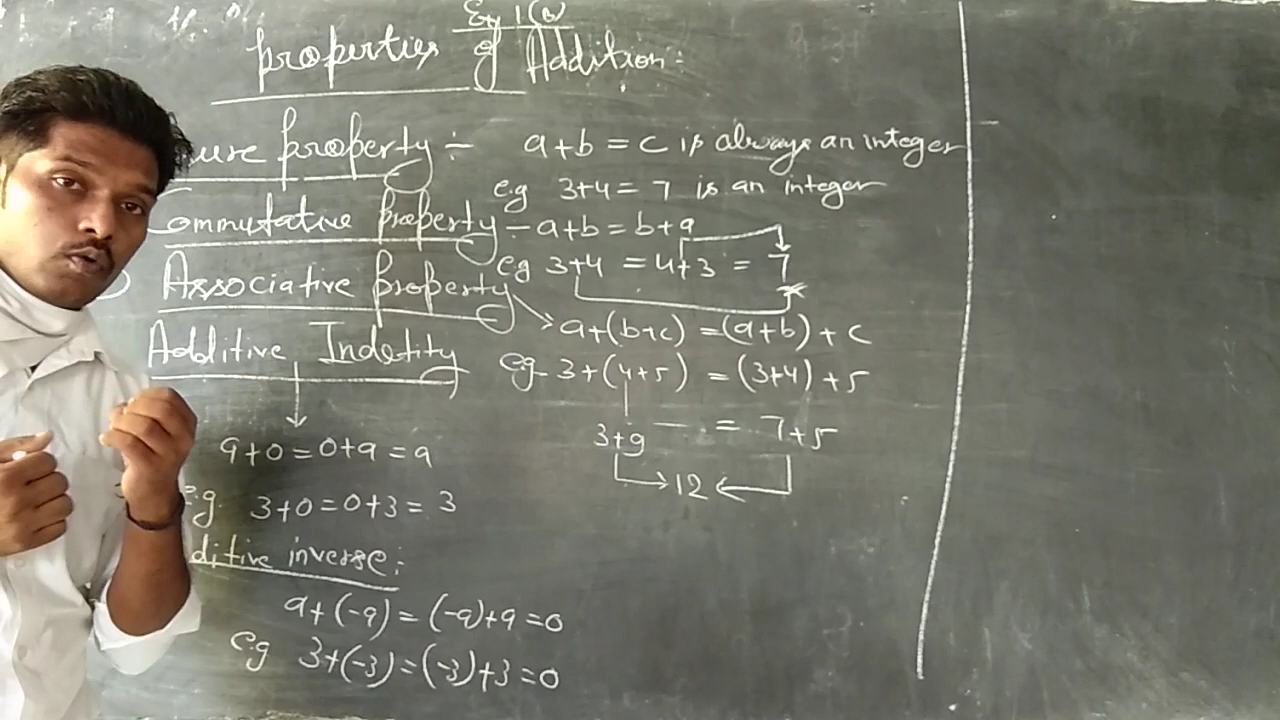 Ex 1(B)
properties of Addition:
ure property :- a+b = c is always an integer
e.g 3+4 = 7 is an integer
Commutative property - a+b = b+a
e.g 3+4 = 4+3 = 7
Associative property
a+(b+c) = (a+b) + c
Additive Indetity
e.g 3+(4+5) = (3+4) + 5
3+9 = 7+5
a+0=0+a=a
12
e.g 3+0=0+3=3
ditive inverse:
a+(-a)=(-a)+a=0
e.g 3+(-3)=(-3)+3=0